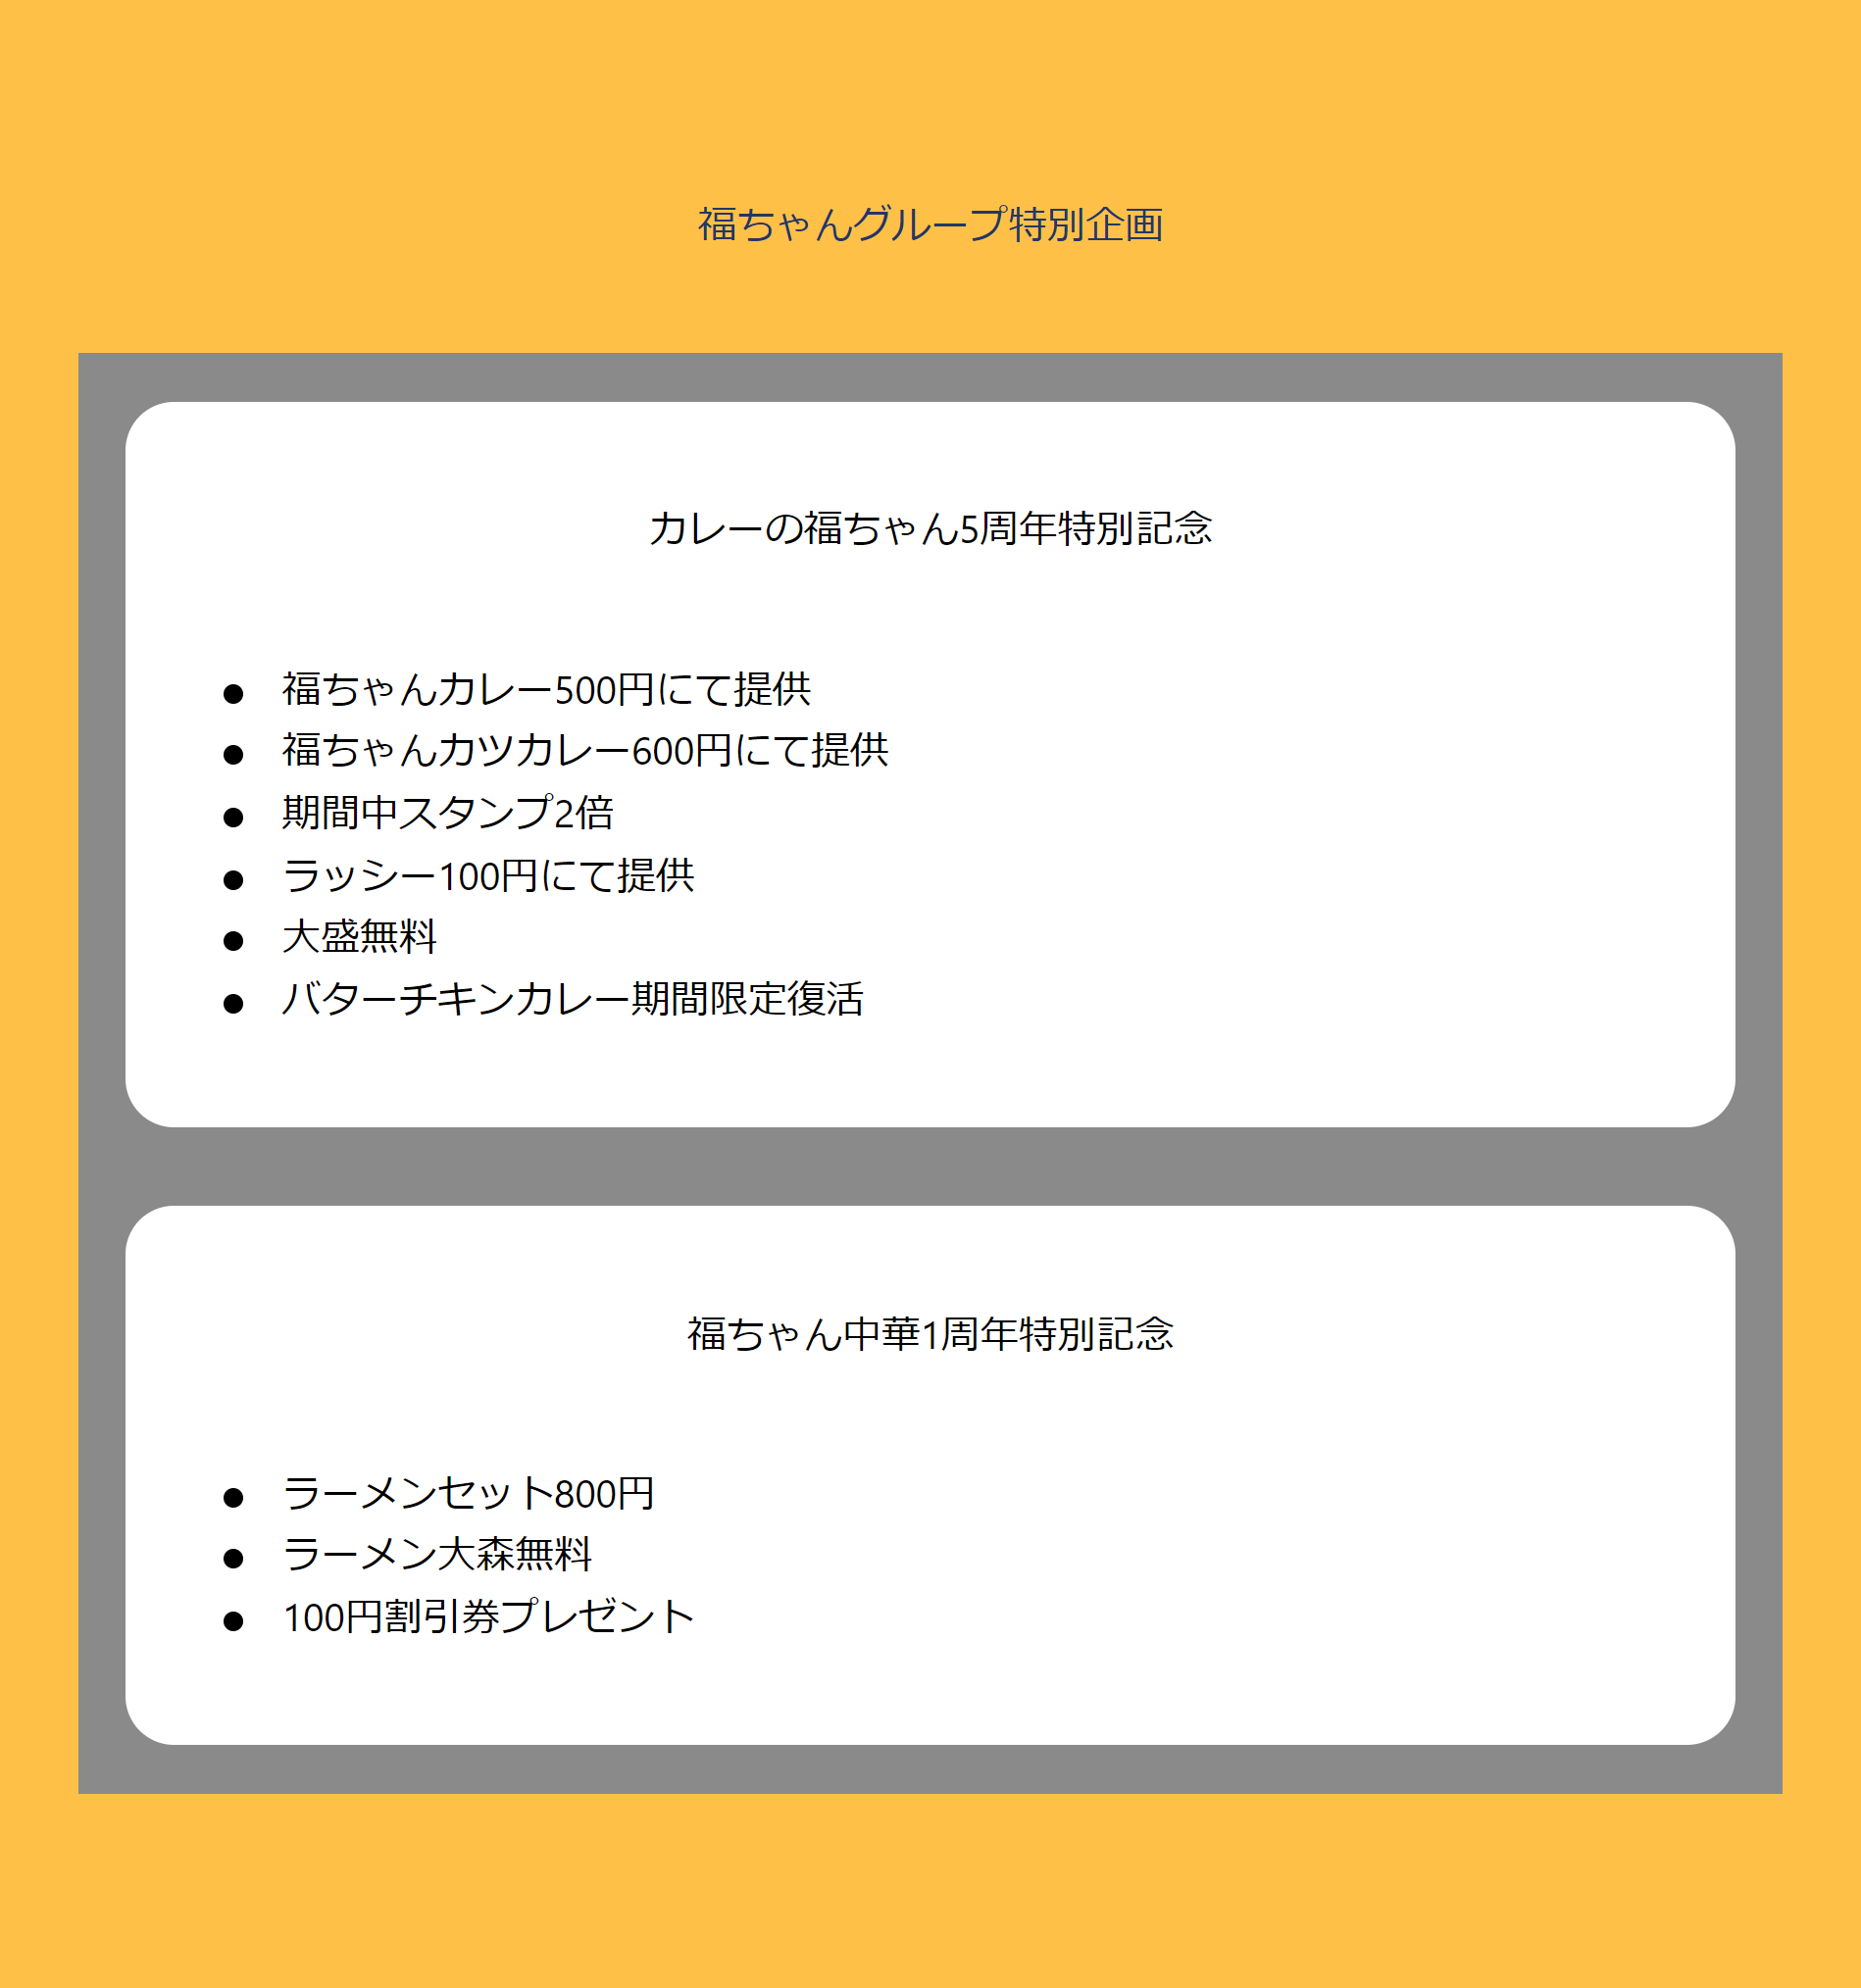 福ちゃんグループ特別企画
カレーの福ちゃん5周年特別記念
● 福ちゃんカレー500円にて提供
● 福ちゃんカツカレー600円にて提供
● 期間中スタンプ2倍
● ラッシー100円にて提供
● 大盛無料
● バターチキンカレー期間限定復活
福ちゃん中華1周年特別記念
● ラーメンセット800円
● ラーメン大森無料
● 100円割引券プレゼント